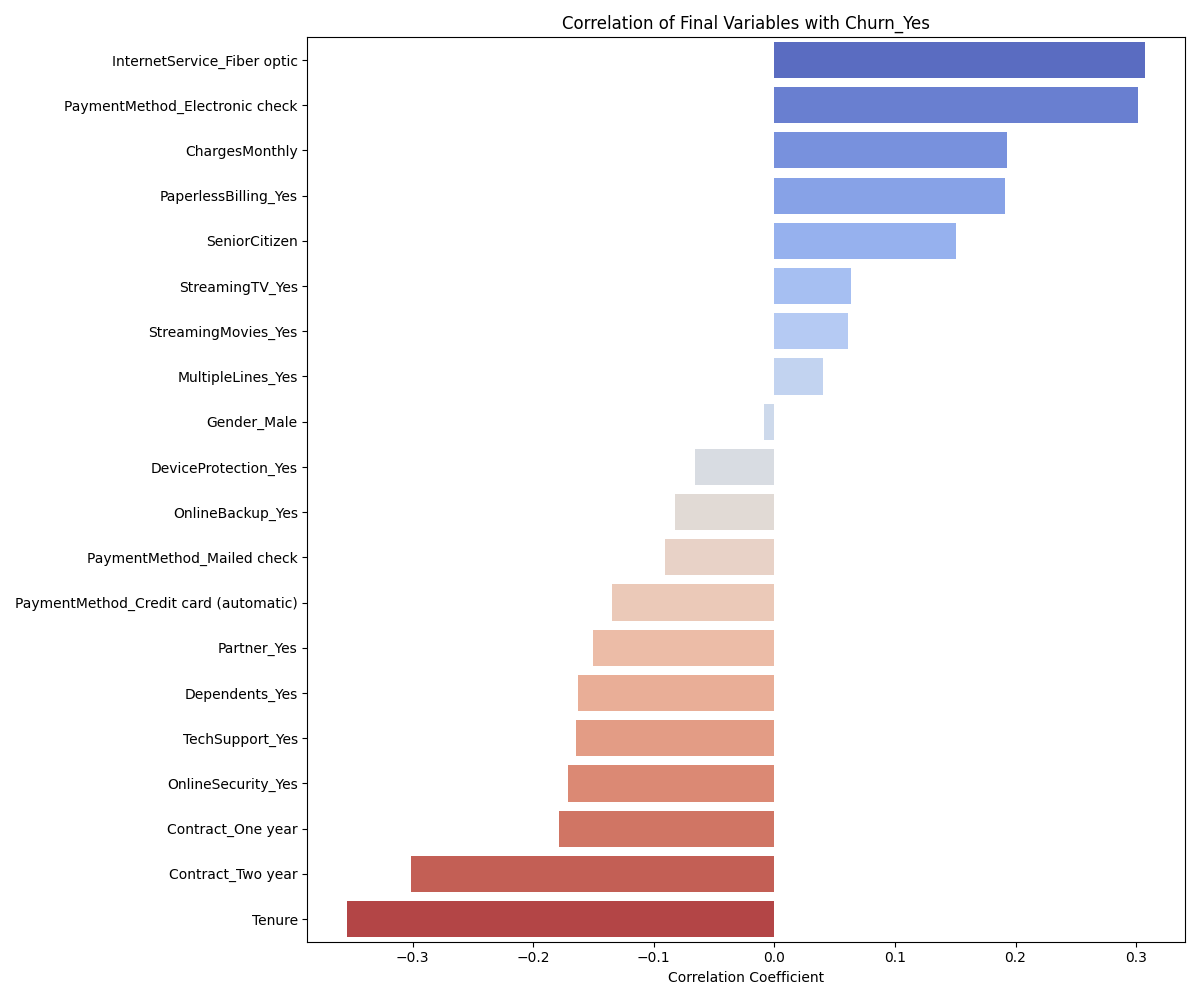 Correlation of Final Variables with Churn_Yes
InternetService_Fiber optic
PaymentMethod_Electronic check
ChargesMonthly
PaperlessBilling_Yes
SeniorCitizen
StreamingTV_Yes
StreamingMovies_Yes
MultipleLines_Yes
Gender_Male
DeviceProtection_Yes
OnlineBackup_Yes
PaymentMethod_Mailed check
PaymentMethod_Credit card (automatic)
Partner_Yes
Dependents_Yes
TechSupport_Yes
OnlineSecurity_Yes
Contract_One year
Contract_Two year
Tenure
−0.3 −0.2 −0.1 0.0 0.1 0.2 0.3
Correlation Coefficient